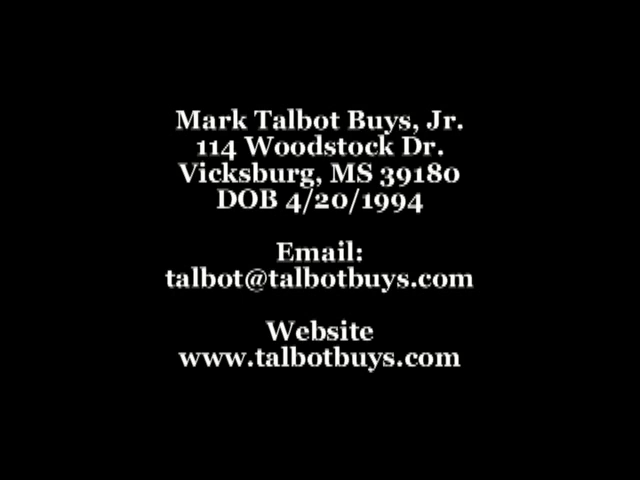 Mark Talbot Buys, Jr.
114 Woodstock Dr.
Vicksburg, MS 39180
DOB 4/20/1994
Email:
talbot@talbotbuys.com
Website
www.talbotbuys.com